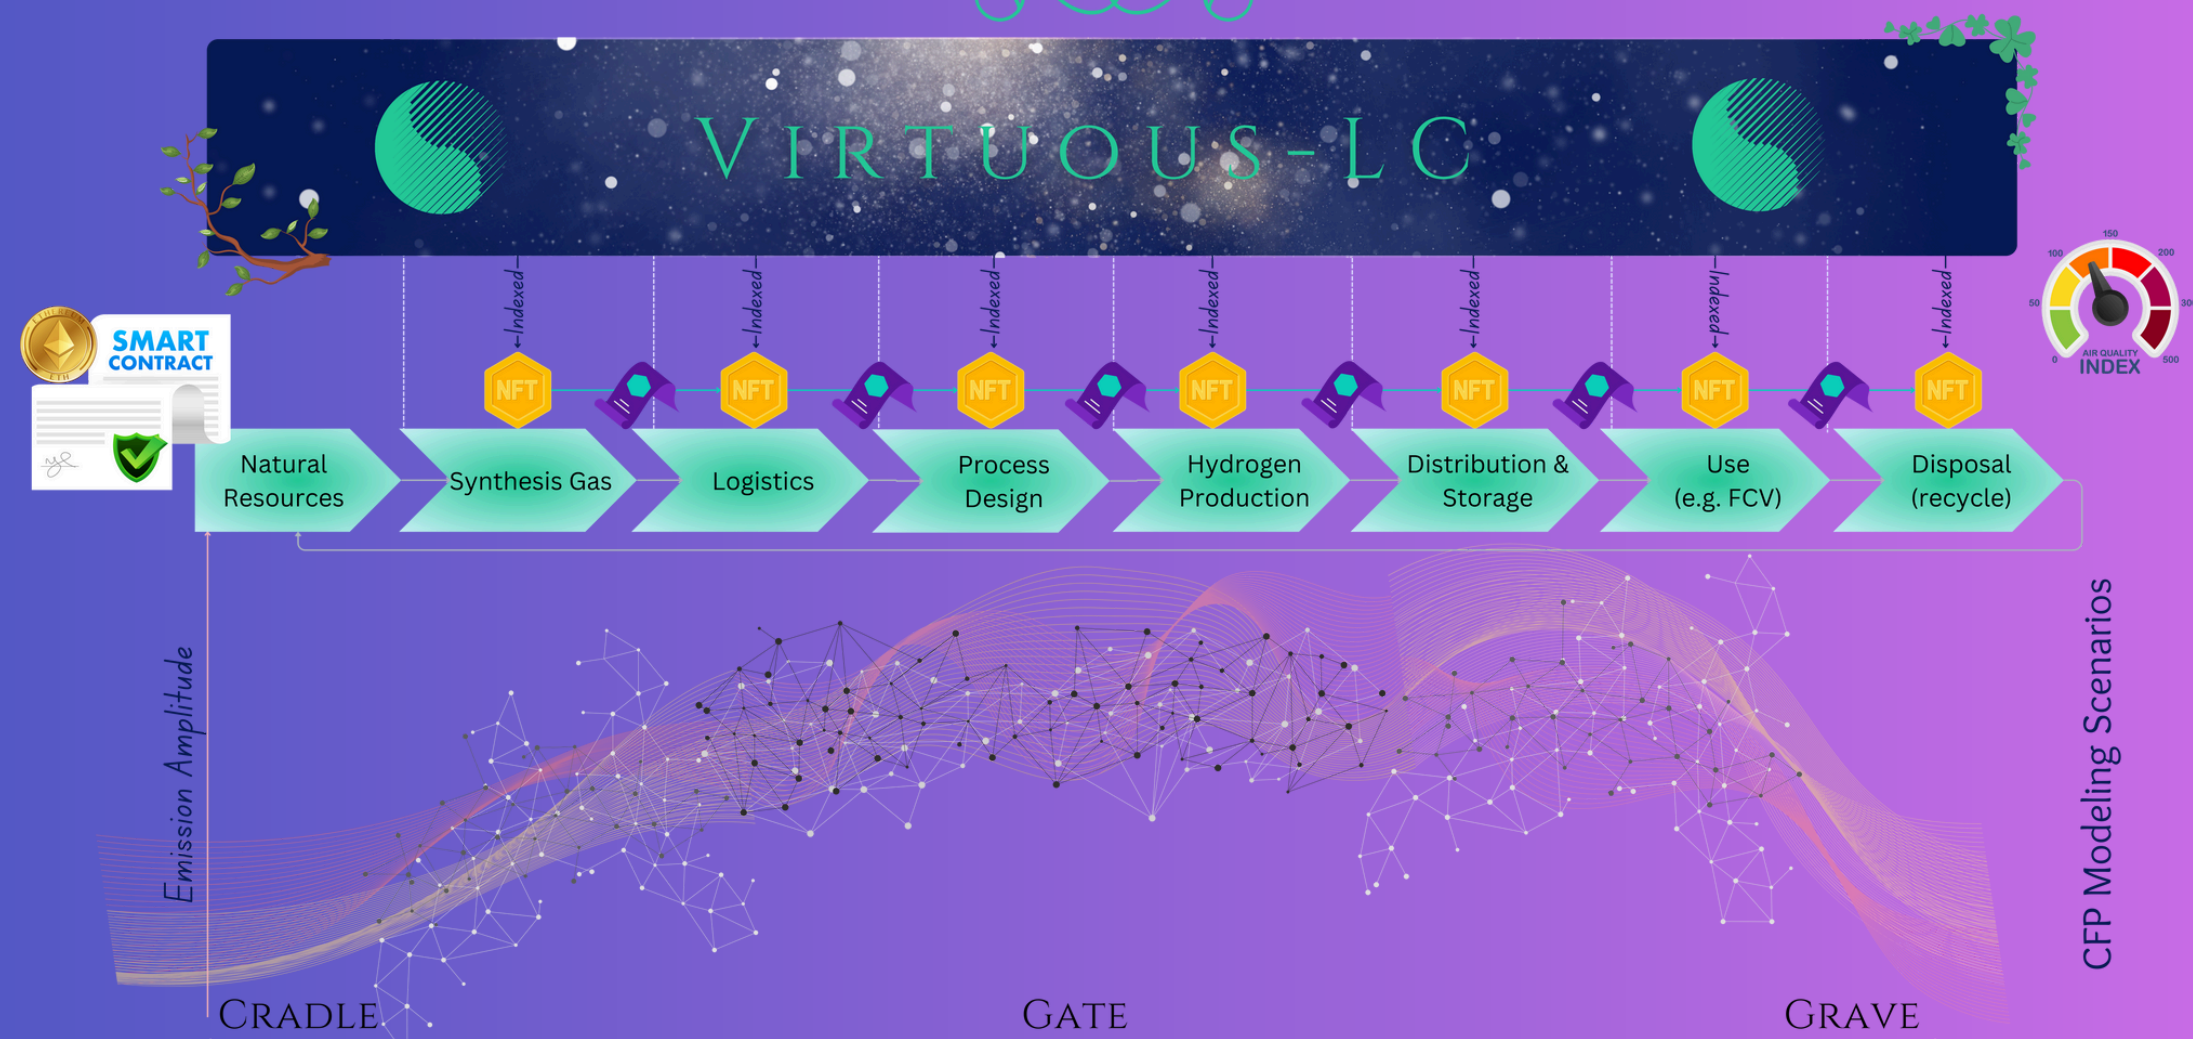 VIRTUOUS-LC
Indexed
Indexed
Indexed
Indexed
Indexed
Indexed
Indexed
0
50
100
150
200
300
500
AIR QUALITY
INDEX
ETHEREUM
ETH
SMART
CONTRACT
NFT
NFT
NFT
NFT
NFT
NFT
NFT
Natural
Resources
Synthesis Gas
Logistics
Process
Design
Hydrogen
Production
Distribution &
Storage
Use
(e.g. FCV)
Disposal
(recycle)
Emission Amplitude
CFP Modeling Scenarios
CRADLE
GATE
GRAVE